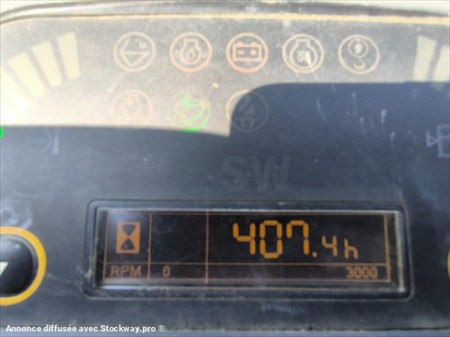 SW
407.4h
RPM 0 3000
Annonce diffusée avec Stockway.pro ®